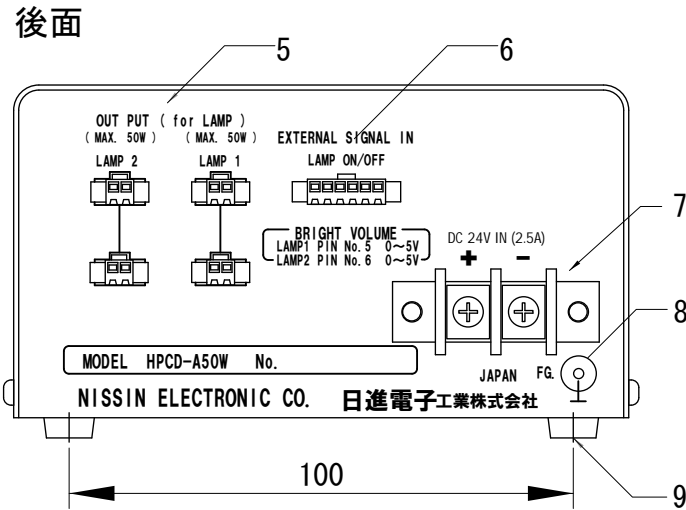 後面
5
6
OUT PUT ( for LAMP )
( MAX. 50W ) ( MAX. 50W ) EXTERNAL SIGNAL IN
LAMP 2 LAMP 1 LAMP ON/OFF
7
BRIGHT VOLUME
LAMP1 PIN No.5 0～5V
LAMP2 PIN No.6 0～5V
DC 24V IN (2.5A)
+ −
8
MODEL HPCD-A50W No.
JAPAN FG.
NISSIN ELECTRONIC CO. 日進電子工業株式会社
100
9